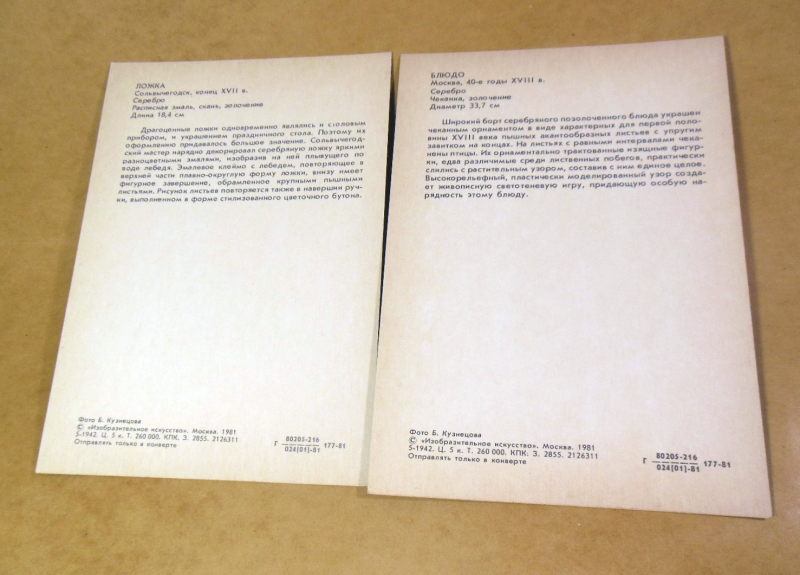 ЛОЖКА
Сольвычегодск, конец XVII в.
Серебро
Расписная эмаль, скань, золочение
Длина 18,4 см
Драгоценные ложки одновременно являлись и столовым
прибором, и украшением праздничного стола. Поэтому их
оформлению придавалось большое значение. Сольвычегод-
ский мастер нарядно декорировал серебряную ложку яркими
разноцветными эмалями, изобразив на ней плывущего по
воде лебедя. Эмалевое клеймо с лебедем, повторяющее в
верхней части плавно-округлую форму ложки, внизу имеет
фигурное завершение, обрамленное крупными пышными
листьями. Рисунок листьев повторяется также в навершии руч-
ки, выполненном в форме стилизованного цветочного бутона.
Фото Б. Кузнецова
© «Изобразительное искусство». Москва. 1981
5-1942. Ц. 5 к. Т. 260 000. КПК. З. 2855. 2126311
Отправлять только в конверте
Г 80205-216 177-81
024(01)-81
БЛЮДО
Москва, 40-е годы XVIII в.
Серебро
Чеканка, золочение
Диаметр 33,7 см
Широкий борт серебряного позолоченного блюда украшен
чеканным орнаментом в виде характерных для первой поло-
вины XVIII века пышных акантообразных листьев с упругим
завитком на концах. На листьях с равными интервалами чека-
нены птицы. Их орнаментально трактованные изящные фигур-
ки, едва различимые среди лиственных побегов, практически
слились с растительным узором, составив с ним единое целое.
Высокорельефный, пластически моделированный узор созда-
ет живописную светотеневую игру, придающую особую на-
рядность этому блюду.
Фото Б. Кузнецова
© «Изобразительное искусство». Москва. 1981
5-1942. Ц. 5 к. Т. 260 000. КПК. З. 2855. 2126311
Отправлять только в конверте
Г 80205-216 177-81
024(01)-81